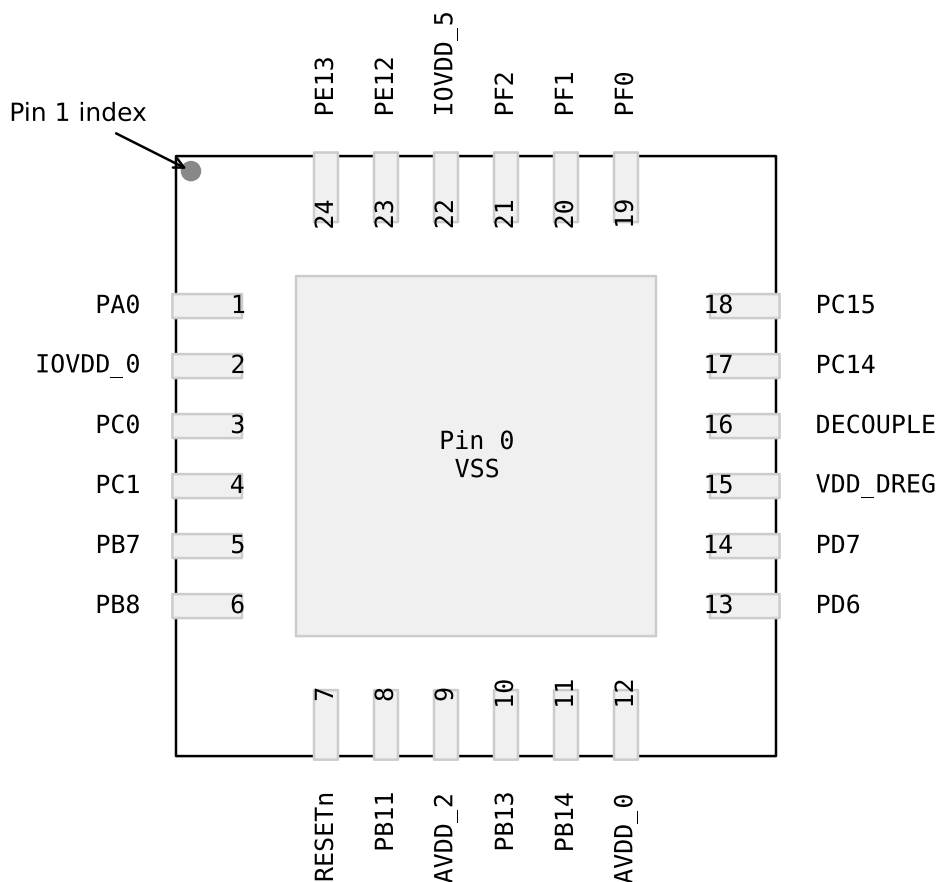 PE13
PE12
IOVDD_5
PF2
PF1
PF0
Pin 1 index
24
23
22
21
20
19
PA0 1
IOVDD_0 2
PC0 3
PC1 4
PB7 5
PB8 6
Pin 0
VSS
18 PC15
17 PC14
16 DECOUPLE
15 VDD_DREG
14 PD7
13 PD6
7
8
9
10
11
12
RESETn
PB11
AVDD_2
PB13
PB14
AVDD_0